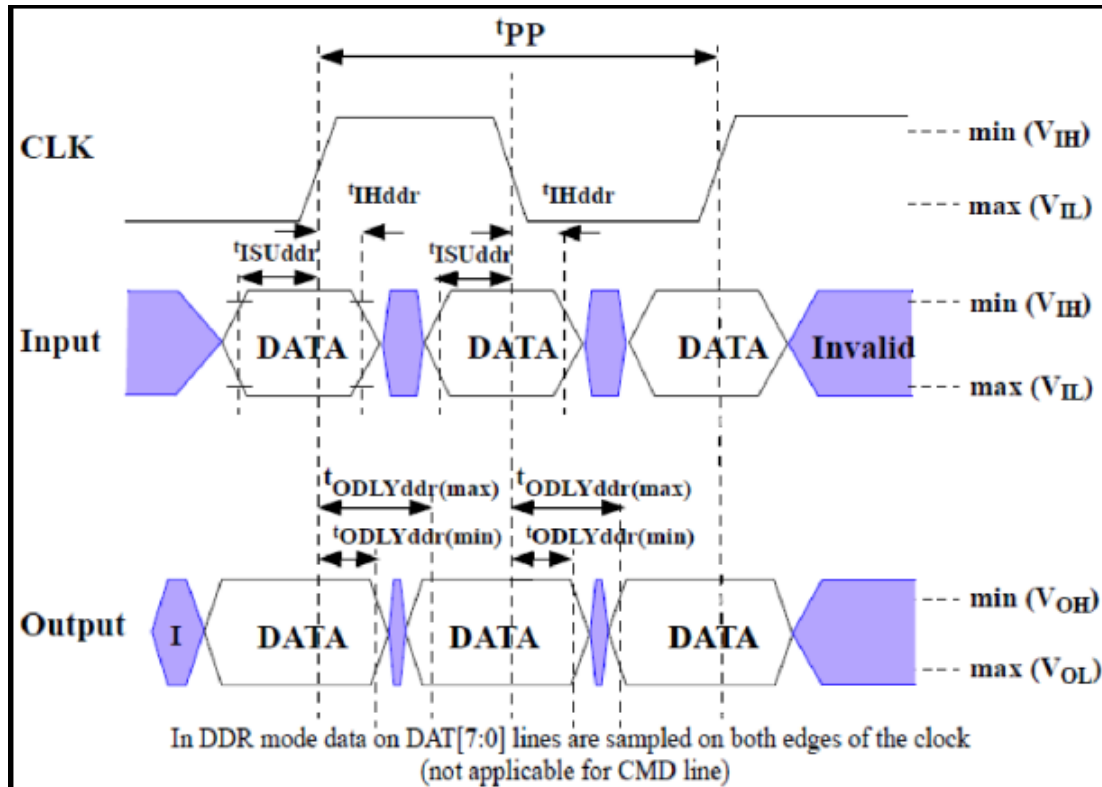 tPP
CLK
min (VIH)
tIHddr tIHddr
max (VIL)
tISUddr tISUddr
min (VIH)
Input DATA DATA DATA Invalid
max (VIL)
tODLYddr(max) tODLYddr(max)
tODLYddr(min) tODLYddr(min)
min (VOH)
Output I DATA DATA DATA
max (VOL)
In DDR mode data on DAT[7:0] lines are sampled on both edges of the clock
(not applicable for CMD line)